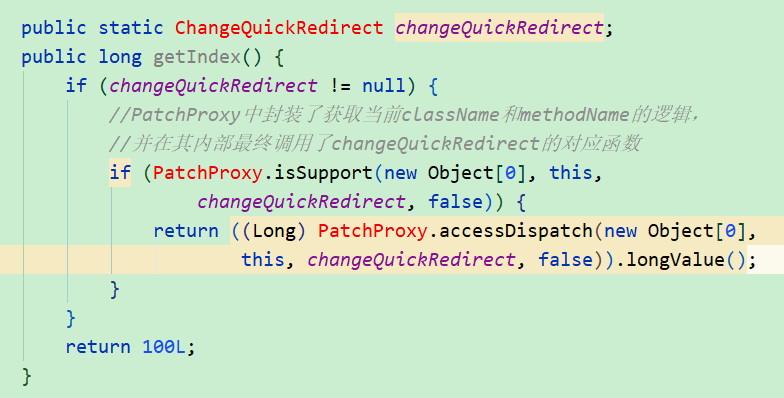 public static ChangeQuickRedirect changeQuickRedirect;
public long getIndex() {
if (changeQuickRedirect != null) {
//PatchProxy中封装了获取当前className和methodName的逻辑，
//并在其内部最终调用了changeQuickRedirect的对应函数
if (PatchProxy.isSupport(new Object[0], this,
changeQuickRedirect, false)) {
return ((Long) PatchProxy.accessDispatch(new Object[0],
this, changeQuickRedirect, false)).longValue();
}
}
return 100L;
}